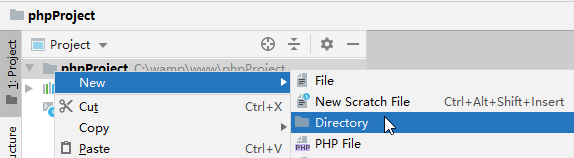 phpProject
Project
1: Project
phpProject C:\wamp\www\phpProject
New
File
Cut Ctrl+X
New Scratch File Ctrl+Alt+Shift+Insert
Copy
Directory
Paste Ctrl+V
PHP File
ucture